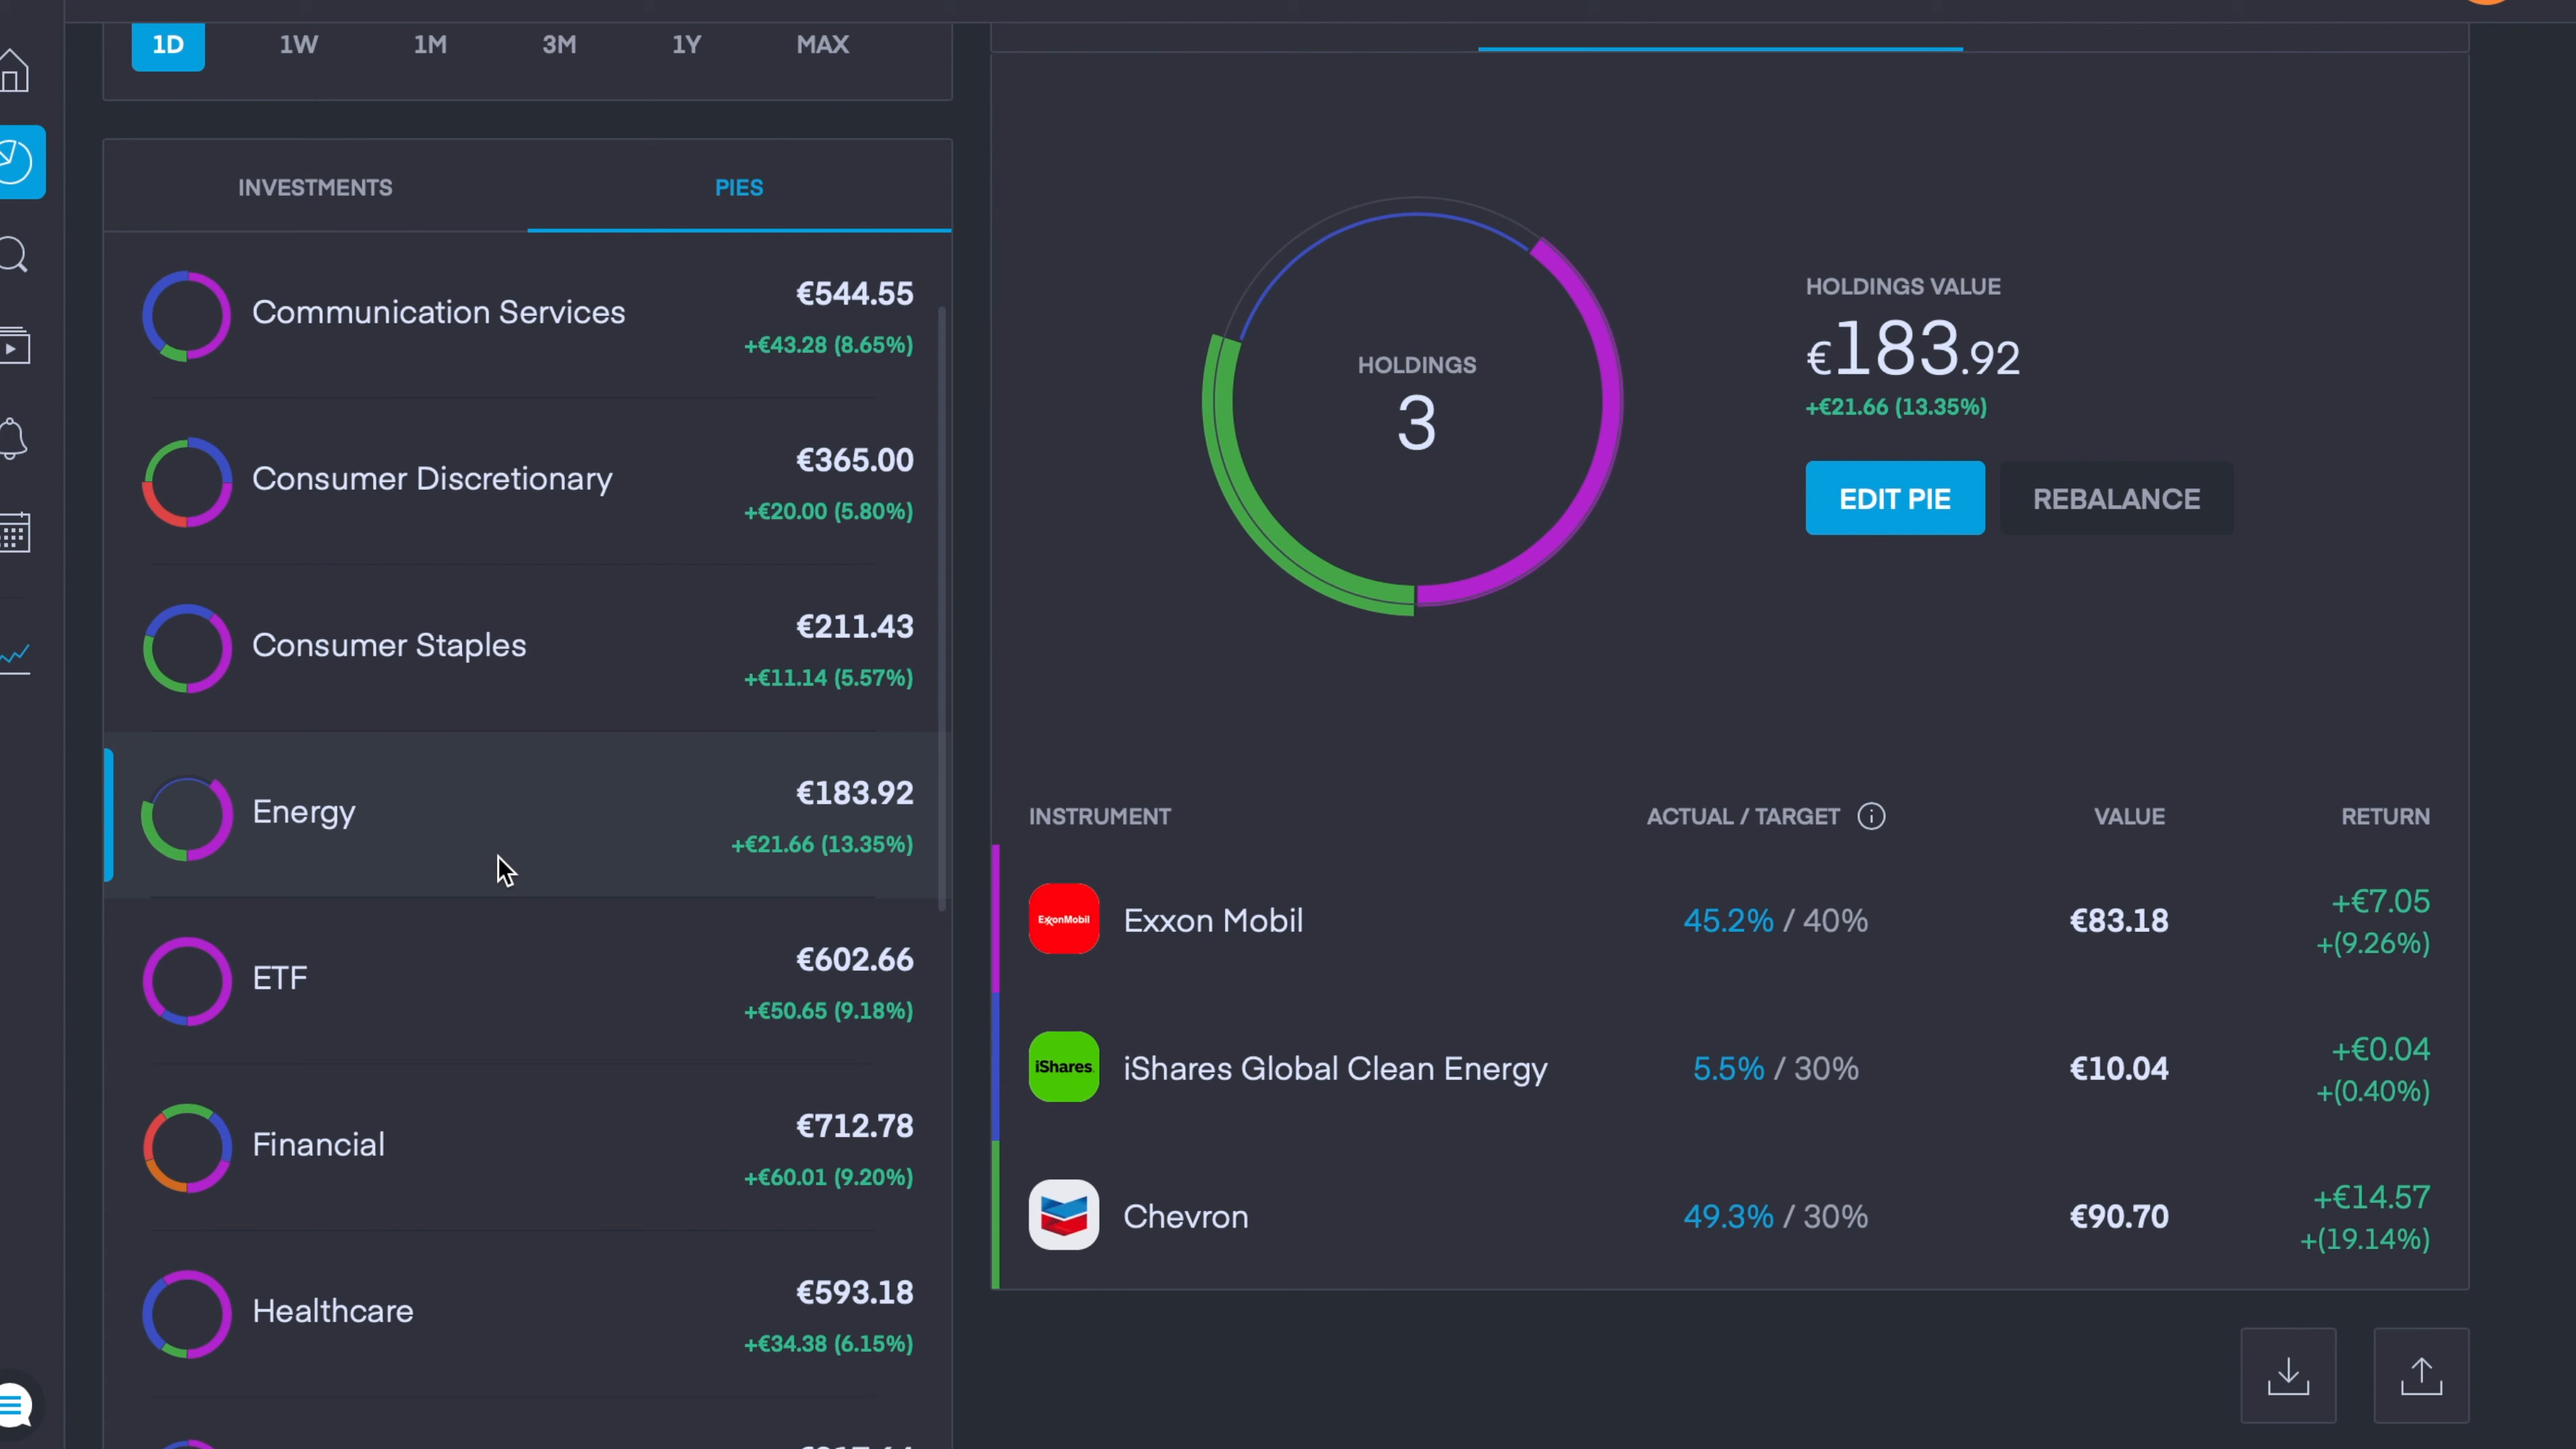 1D 1W 1M 3M 1Y MAX
INVESTMENTS PIES
Communication Services €544.55
+€43.28 (8.65%)
Consumer Discretionary €365.00
+€20.00 (5.80%)
Consumer Staples €211.43
+€11.14 (5.57%)
Energy €183.92
+€21.66 (13.35%)
ETF €602.66
+€50.65 (9.18%)
Financial €712.78
+€60.01 (9.20%)
Healthcare €593.18
+€34.38 (6.15%)
HOLDINGS
3
HOLDINGS VALUE
€183.92
+€21.66 (13.35%)
EDIT PIE REBALANCE
INSTRUMENT ACTUAL / TARGET i VALUE RETURN
ExxonMobil Exxon Mobil 45.2% / 40% €83.18 +€7.05
+(9.26%)
iShares. iShares Global Clean Energy 5.5% / 30% €10.04 +€0.04
+(0.40%)
Chevron 49.3% / 30% €90.70 +€14.57
+(19.14%)